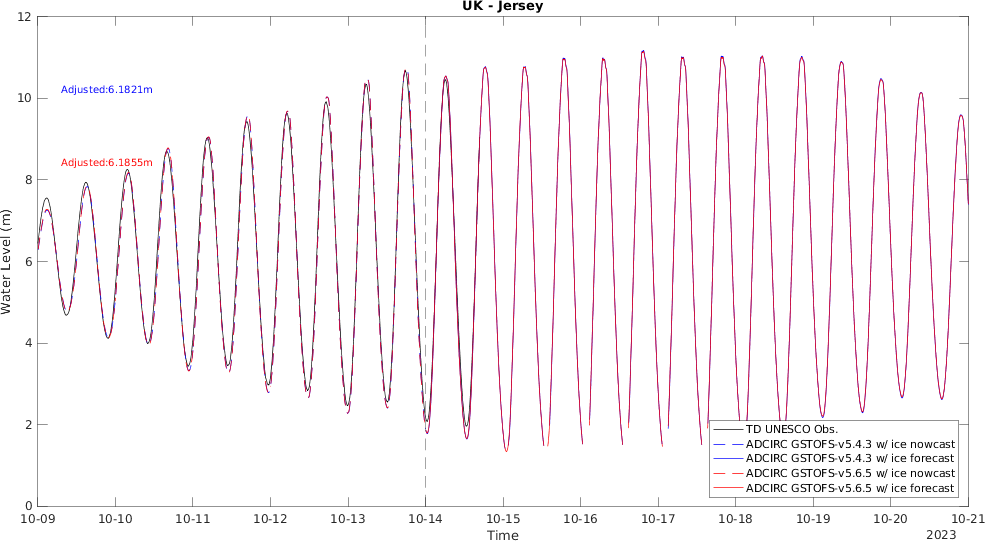 UK - Jersey
Adjusted:6.1821m
Adjusted:6.1855m
Water Level (m)
12
10
8
6
4
2
0
TD UNESCO Obs.
ADCIRC GSTOFS-v5.4.3 w/ ice nowcast
ADCIRC GSTOFS-v5.4.3 w/ ice forecast
ADCIRC GSTOFS-v5.6.5 w/ ice nowcast
ADCIRC GSTOFS-v5.6.5 w/ ice forecast
10-09 10-10 10-11 10-12 10-13 10-14 10-15 10-16 10-17 10-18 10-19 10-20 10-21
Time
2023